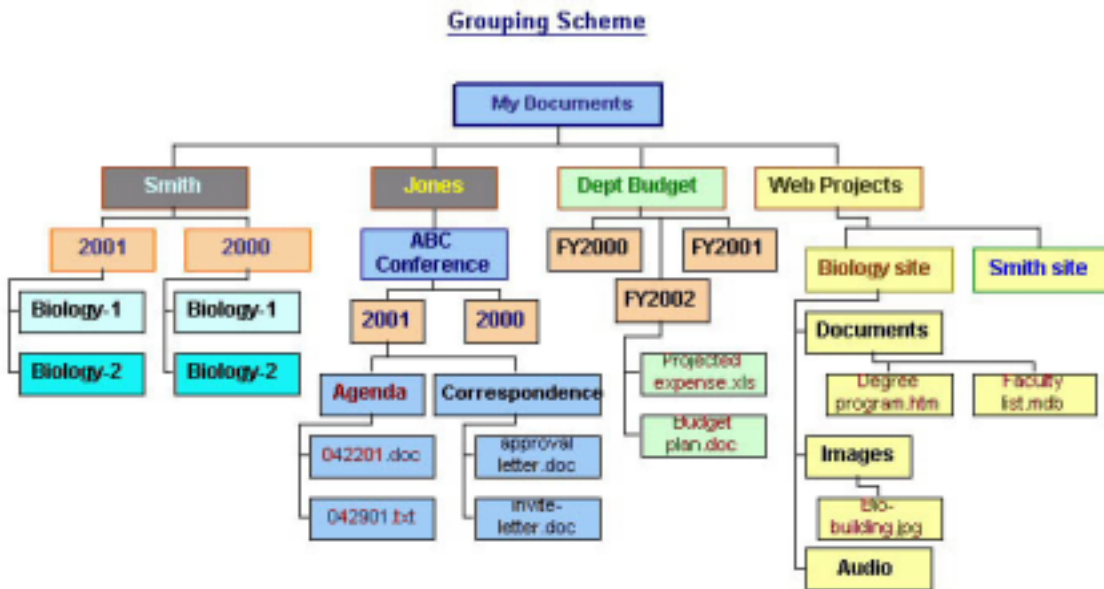 Grouping Scheme
My Documents
Smith
Jones
Dept Budget
Web Projects
2001
2000
ABC
Conference
FY2000
FY2001
Biology site
Smith site
FY2002
Biology-1
Biology-1
2001
2000
Documents
Biology-2
Biology-2
Agenda
Correspondence
Projected
expense.xls
Degree
program.htm
Faculty
list.mdb
042201.doc
approval
letter.doc
Budget
plan.doc
Images
042901.txt
invite-
letter.doc
Bio-
building.jpg
Audio